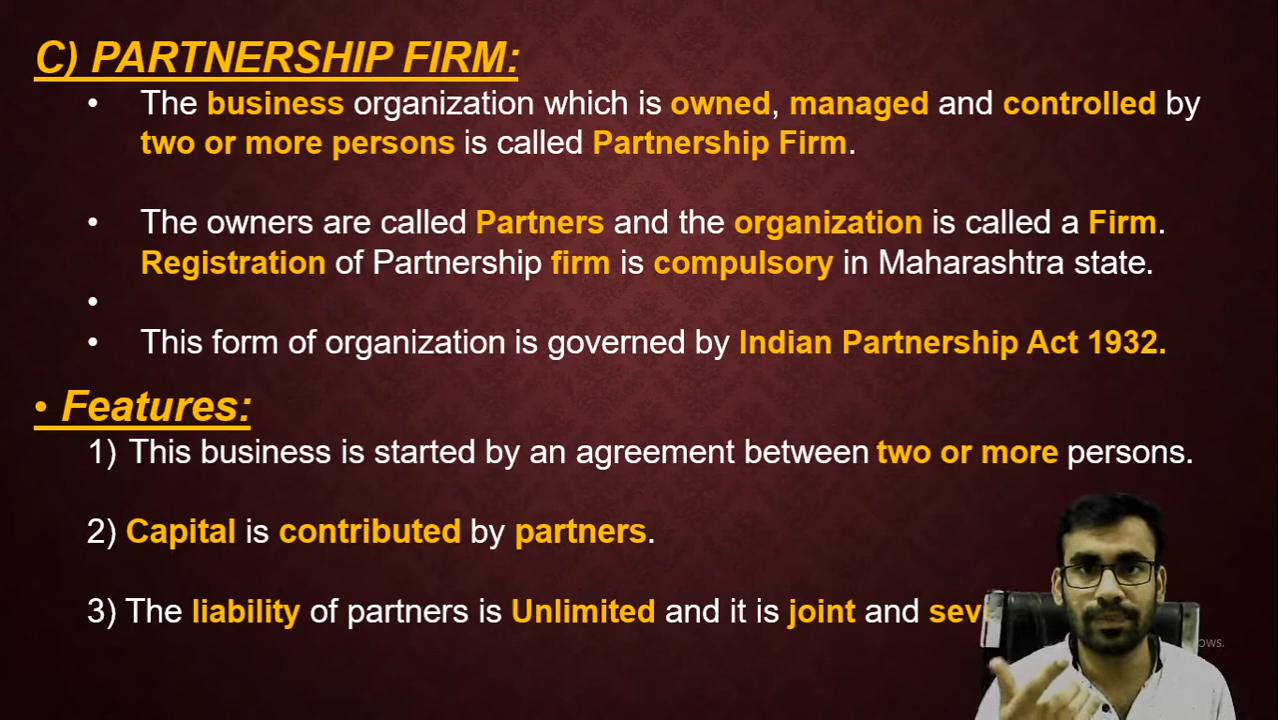 C) PARTNERSHIP FIRM:
• The business organization which is owned, managed and controlled by
two or more persons is called Partnership Firm.
• The owners are called Partners and the organization is called a Firm.
Registration of Partnership firm is compulsory in Maharashtra state.
•
• This form of organization is governed by Indian Partnership Act 1932.
• Features:
1) This business is started by an agreement between two or more persons.
2) Capital is contributed by partners.
3) The liability of partners is Unlimited and it is joint and